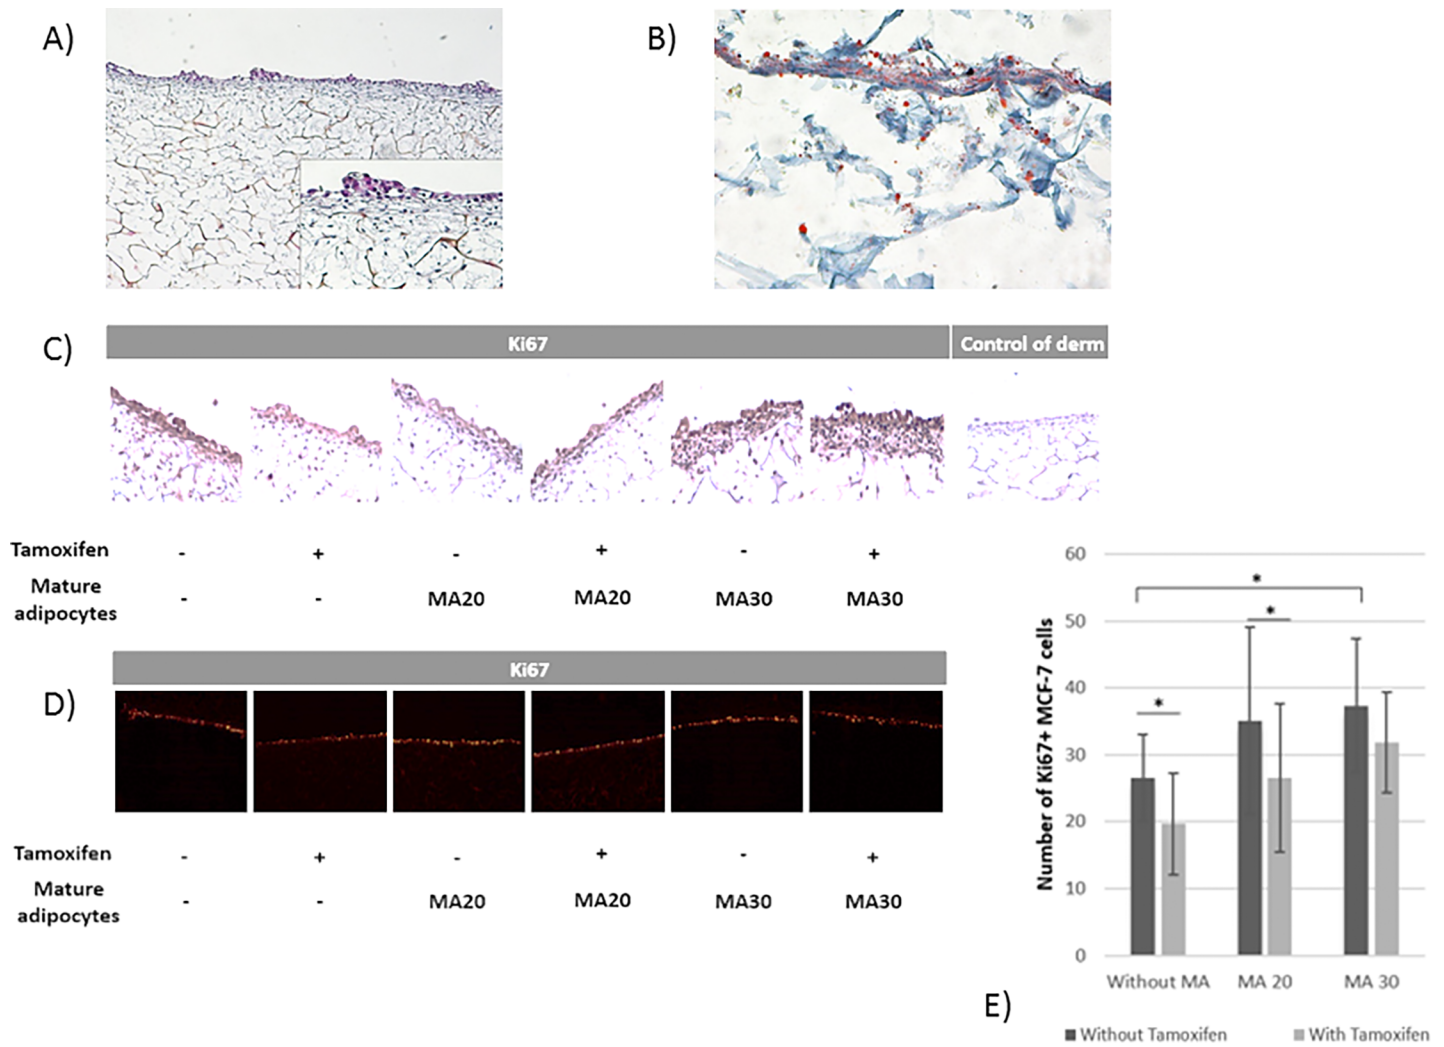 A)
B)
C)
Ki67
Control of derm
Tamoxifen - + - + - +
Mature
adipocytes - - MA20 MA20 MA30 MA30
D)
Ki67
Tamoxifen - + - + - +
Mature
adipocytes - - MA20 MA20 MA30 MA30
E)
Number of Ki67+ MCF-7 cells
60
50
40
30
20
10
0
*
*
*
Without MA MA 20 MA 30
Without Tamoxifen With Tamoxifen